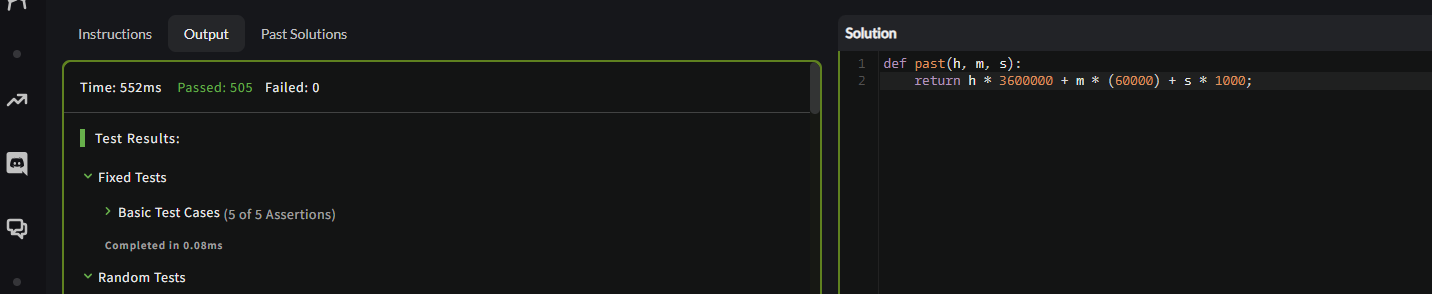 Instructions Output Past Solutions
Time: 552ms Passed: 505 Failed: 0
Test Results:
Fixed Tests
Basic Test Cases (5 of 5 Assertions)
Completed in 0.08ms
Random Tests
Solution
1 def past(h, m, s):
2     return h * 3600000 + m * (60000) + s * 1000;